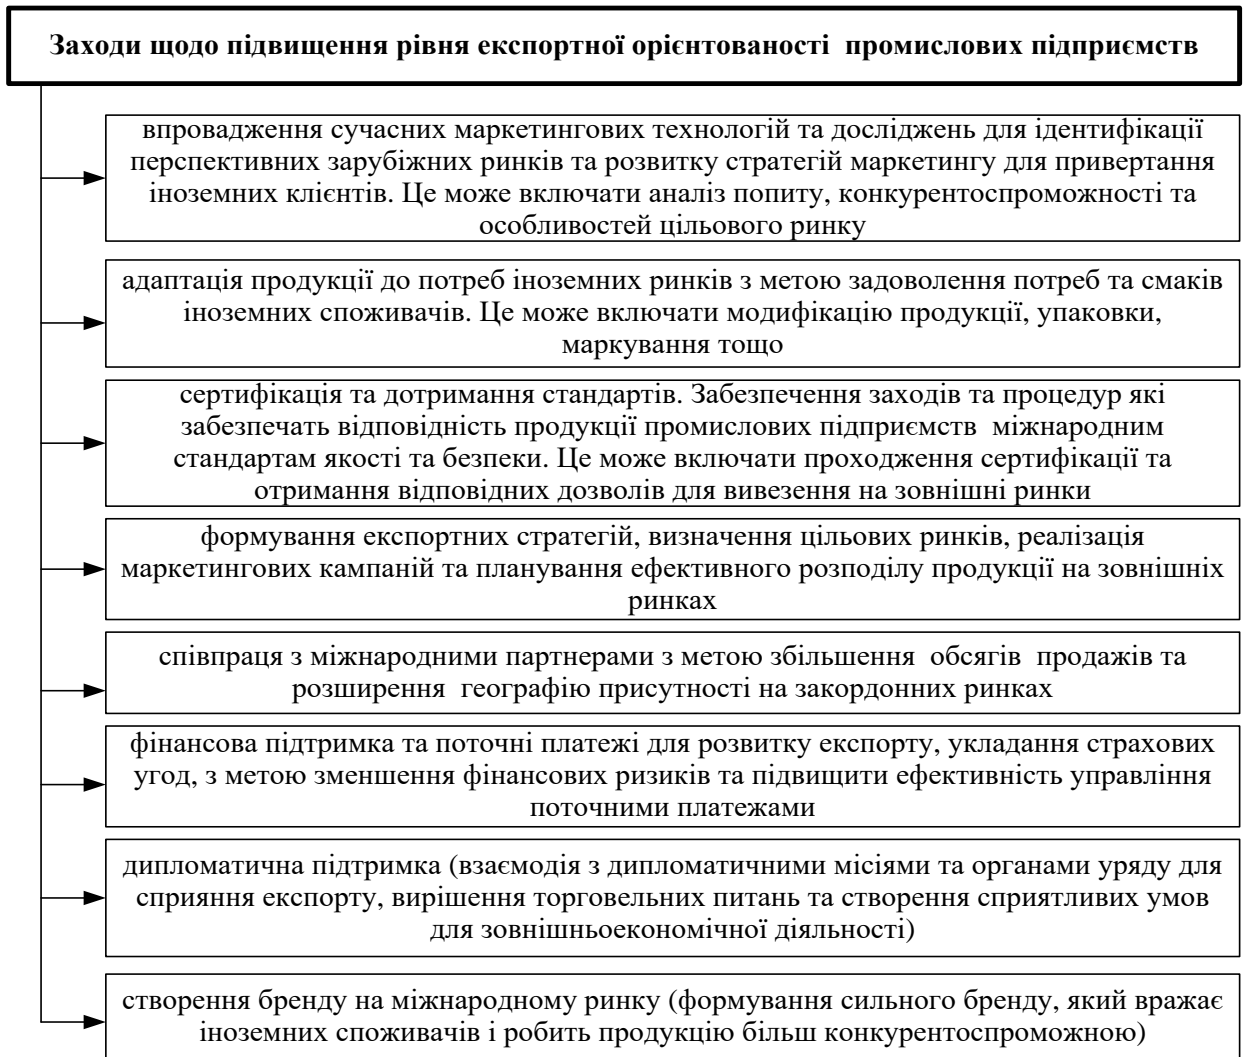 Заходи щодо підвищення рівня експортної орієнтованості  промислових підприємств
впровадження сучасних маркетингових технологій та досліджень для ідентифікації
перспективних зарубіжних ринків та розвитку стратегій маркетингу для привертання
іноземних клієнтів. Це може включати аналіз попиту, конкурентоспроможності та
особливостей цільового ринку
адаптація продукції до потреб іноземних ринків з метою задоволення потреб та смаків
іноземних споживачів. Це може включати модифікацію продукції, упаковки,
маркування тощо
сертифікація та дотримання стандартів. Забезпечення заходів та процедур які
забезпечать відповідність продукції промислових підприємств  міжнародним
стандартам якості та безпеки. Це може включати проходження сертифікації та
отримання відповідних дозволів для вивезення на зовнішні ринки
формування експортних стратегій, визначення цільових ринків, реалізація
маркетингових кампаній та планування ефективного розподілу продукції на зовнішніх
ринках
співпраця з міжнародними партнерами з метою збільшення  обсягів  продажів та
розширення  географію присутності на закордонних ринках
фінансова підтримка та поточні платежі для розвитку експорту, укладання страхових
угод, з метою зменшення фінансових ризиків та підвищити ефективність управління
поточними платежами
дипломатична підтримка (взаємодія з дипломатичними місіями та органами уряду для
сприяння експорту, вирішення торговельних питань та створення сприятливих умов
для зовнішньоекономічної діяльності)
створення бренду на міжнародному ринку (формування сильного бренду, який вражає
іноземних споживачів і робить продукцію більш конкурентоспроможною)